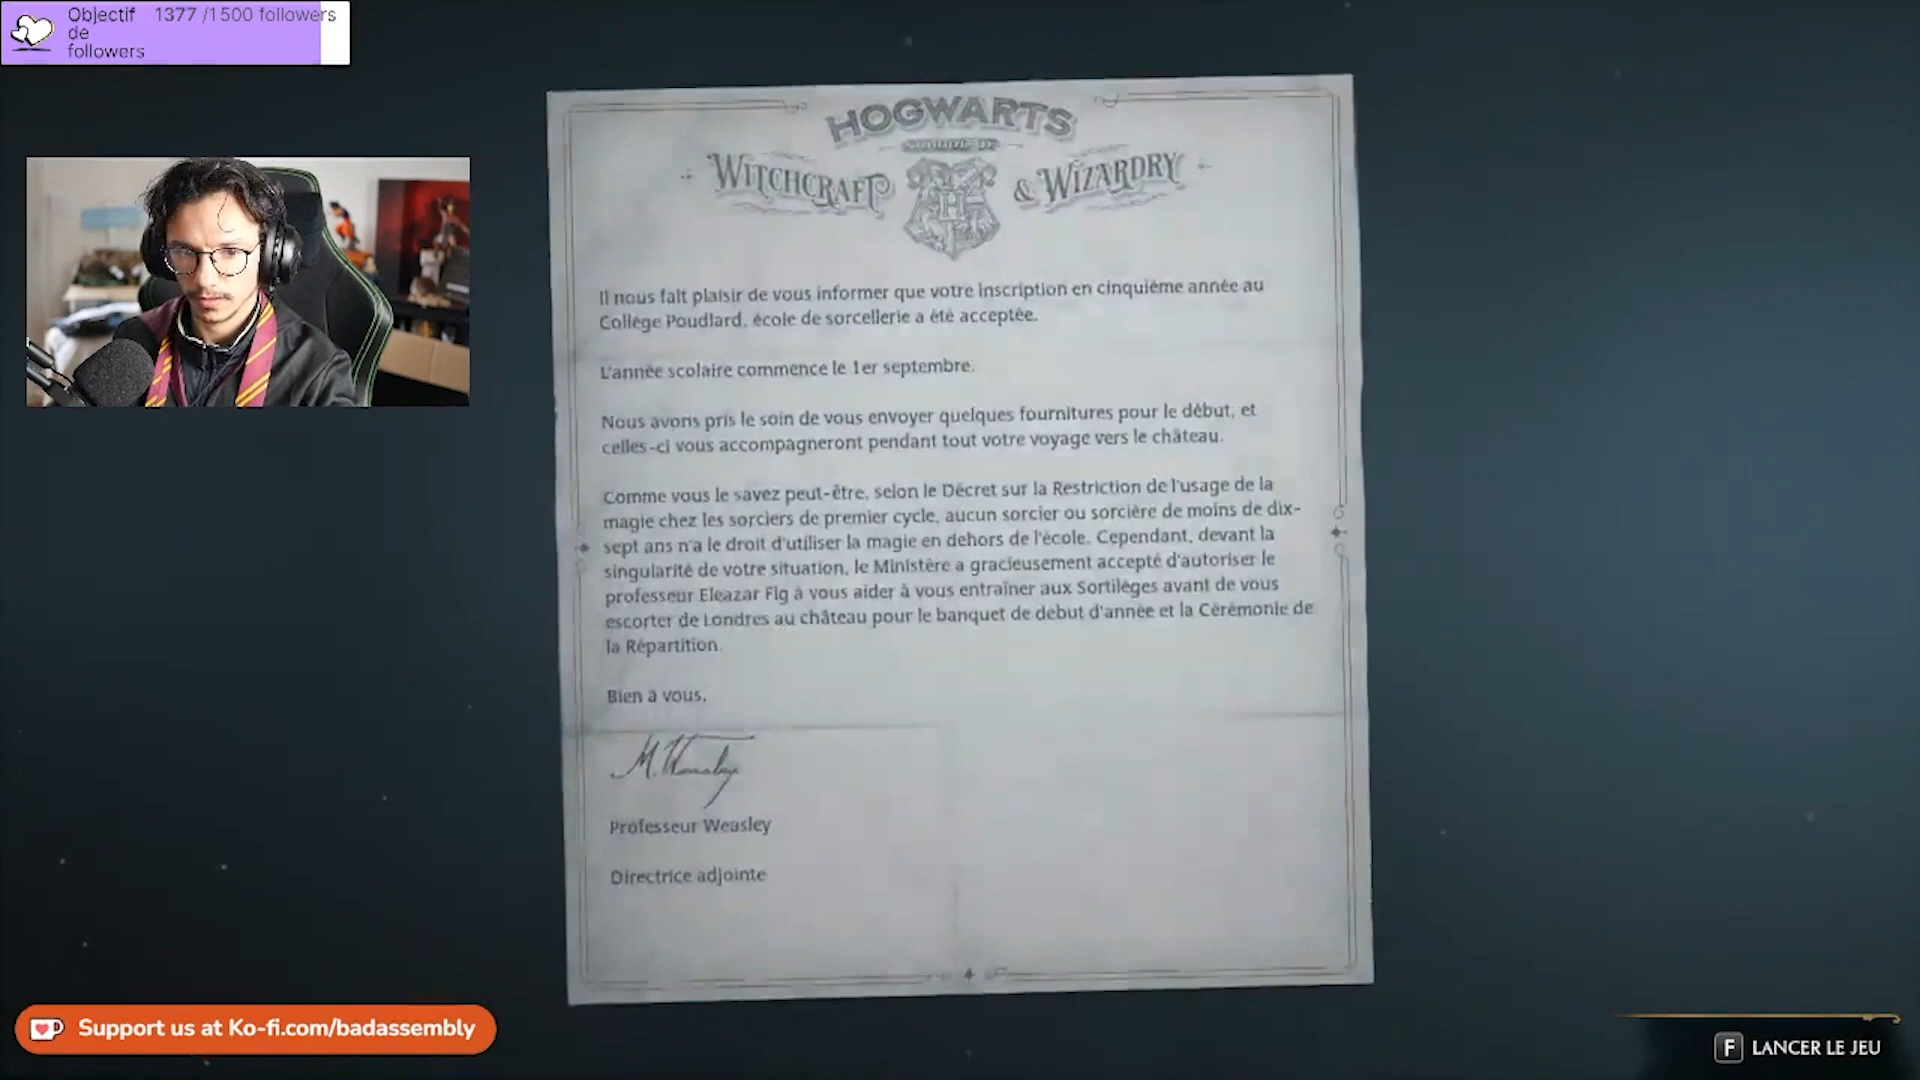 Objectif 1377 /1500 followers
de
followers
HOGWARTS
SCHOOL OF
WITCHCRAFT & WIZARDRY
H
Il nous fait plaisir de vous informer que votre inscription en cinquième année au
Collège Poudlard, école de sorcellerie a été acceptée.
L'année scolaire commence le 1er septembre.
Nous avons pris le soin de vous envoyer quelques fournitures pour le début, et
celles-ci vous accompagneront pendant tout votre voyage vers le château.
Comme vous le savez peut-être, selon le Décret sur la Restriction de l'usage de la
magie chez les sorciers de premier cycle, aucun sorcier ou sorcière de moins de dix-
sept ans n'a le droit d'utiliser la magie en dehors de l'école. Cependant, devant la
singularité de votre situation, le Ministère a gracieusement accepté d'autoriser le
professeur Eleazar Fig à vous aider à vous entraîner aux Sortilèges avant de vous
escorter de Londres au château pour le banquet de début d'année et la Cérémonie de
la Répartition.
Bien à vous,
M. Weasley
Professeur Weasley
Directrice adjointe
Support us at Ko-fi.com/badassembly
F LANCER LE JEU